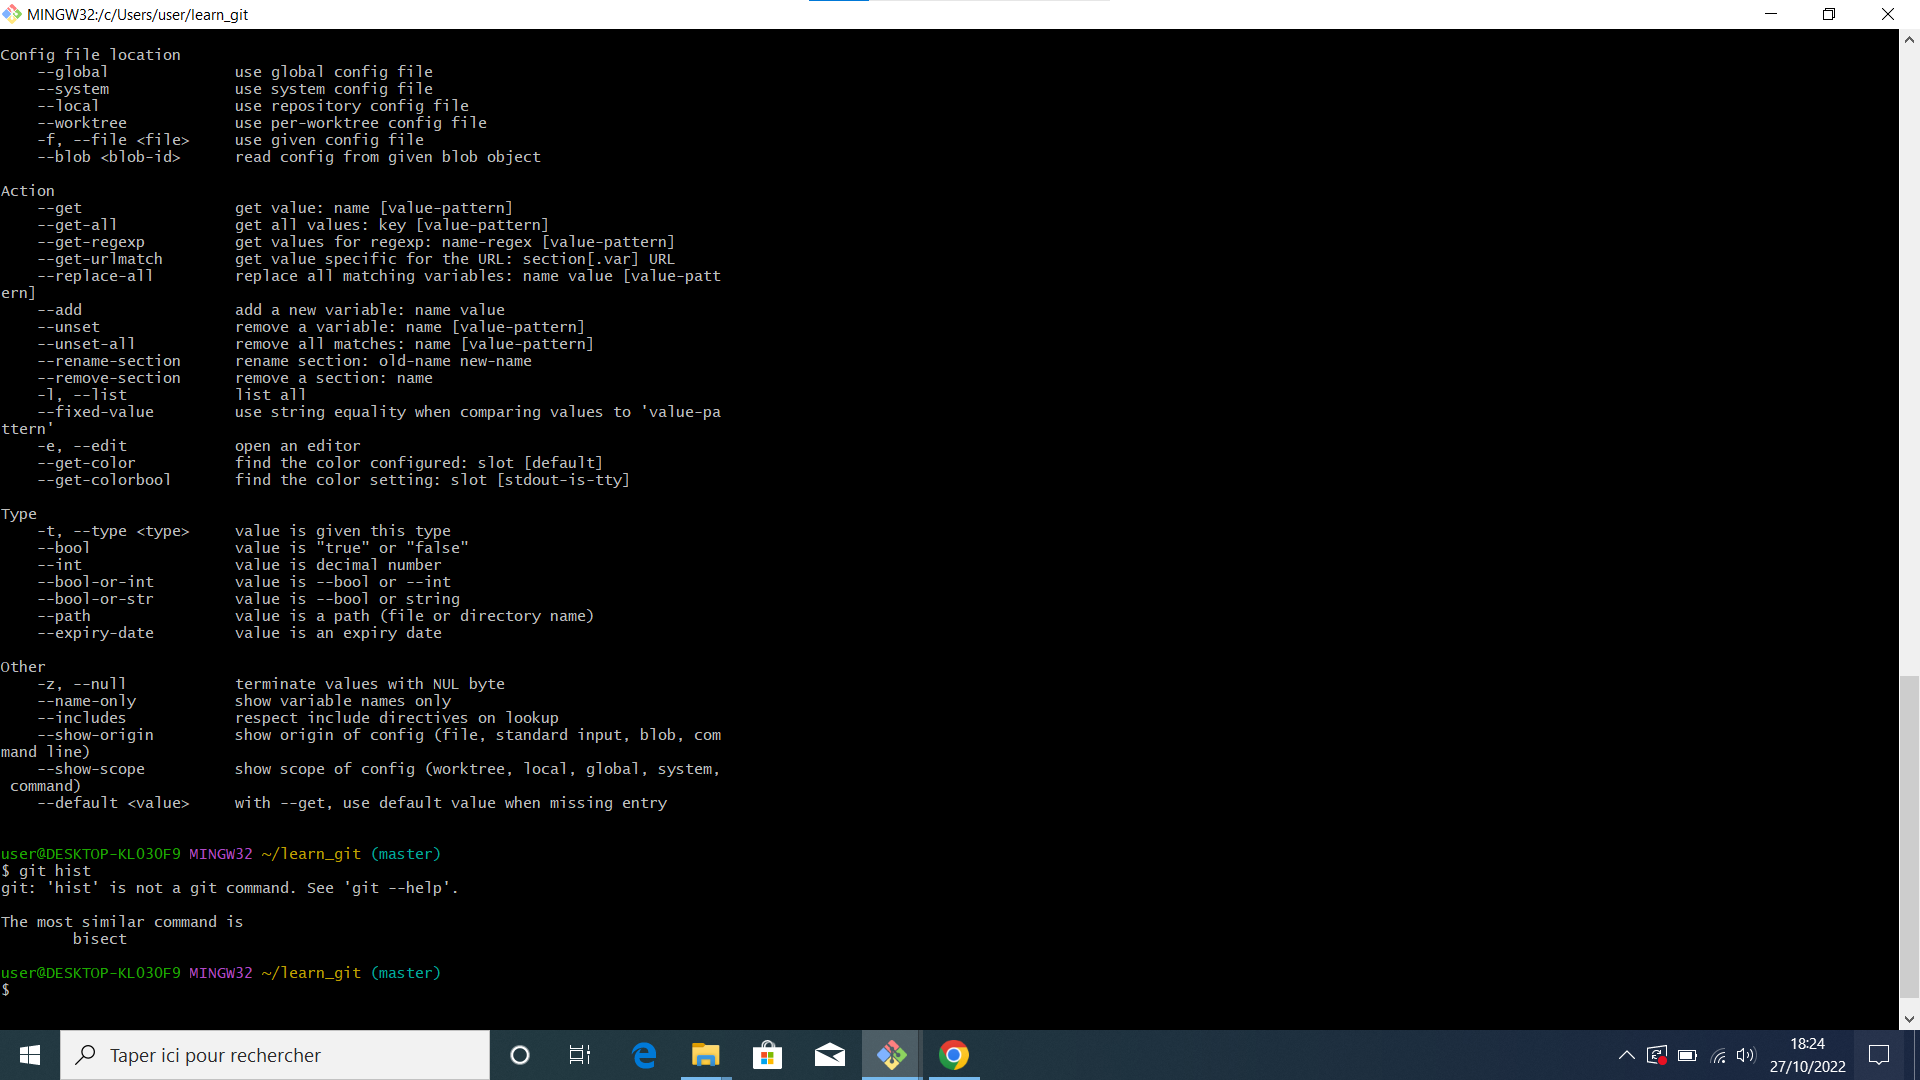 MINGW32:/c/Users/user/learn_git
Config file location
    --global              use global config file
    --system              use system config file
    --local               use repository config file
    --worktree            use per-worktree config file
    -f, --file <file>     use given config file
    --blob <blob-id>      read config from given blob object
Action
    --get                 get value: name [value-pattern]
    --get-all             get all values: key [value-pattern]
    --get-regexp          get values for regexp: name-regex [value-pattern]
    --get-urlmatch        get value specific for the URL: section[.var] URL
    --replace-all         replace all matching variables: name value [value-patt
ern]
    --add                 add a new variable: name value
    --unset               remove a variable: name [value-pattern]
    --unset-all           remove all matches: name [value-pattern]
    --rename-section      rename section: old-name new-name
    --remove-section      remove a section: name
    -l, --list            list all
    --fixed-value         use string equality when comparing values to 'value-pa
ttern'
    -e, --edit            open an editor
    --get-color           find the color configured: slot [default]
    --get-colorbool       find the color setting: slot [stdout-is-tty]
Type
    -t, --type <type>     value is given this type
    --bool                value is "true" or "false"
    --int                 value is decimal number
    --bool-or-int         value is --bool or --int
    --bool-or-str         value is --bool or string
    --path                value is a path (file or directory name)
    --expiry-date         value is an expiry date
Other
    -z, --null            terminate values with NUL byte
    --name-only           show variable names only
    --includes            respect include directives on lookup
    --show-origin         show origin of config (file, standard input, blob, com
mand line)
    --show-scope          show scope of config (worktree, local, global, system,
 command)
    --default <value>     with --get, use default value when missing entry
user@DESKTOP-KLO3OF9 MINGW32 ~/learn_git (master)
$ git hist
git: 'hist' is not a git command. See 'git --help'.
The most similar command is
        bisect
user@DESKTOP-KLO3OF9 MINGW32 ~/learn_git (master)
$
Taper ici pour rechercher
18:24
27/10/2022